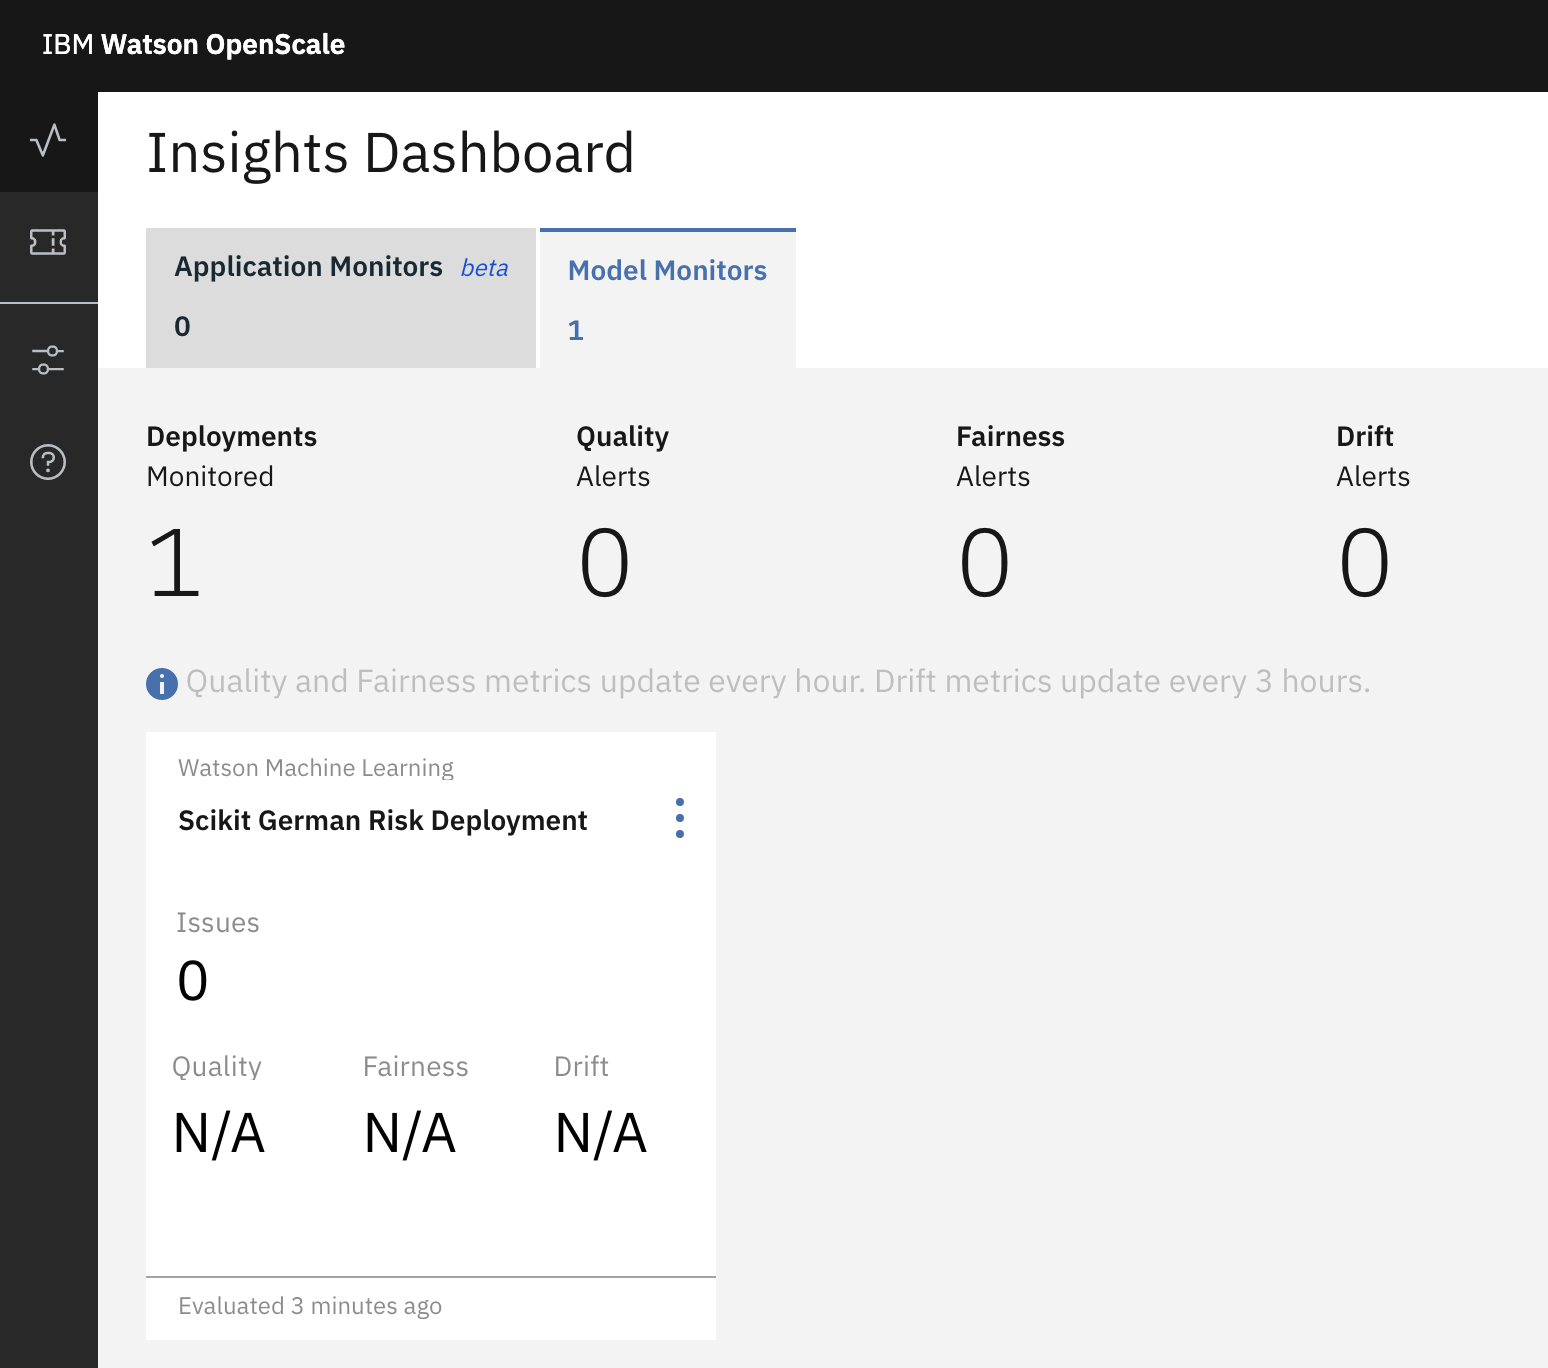 IBM Watson OpenScale
Insights Dashboard
Application Monitors beta
0
Model Monitors
1
Deployments
Monitored
1
Quality
Alerts
0
Fairness
Alerts
0
Drift
Alerts
0
Quality and Fairness metrics update every hour. Drift metrics update every 3 hours.
Watson Machine Learning
Scikit German Risk Deployment
Issues
0
Quality Fairness Drift
N/A N/A N/A
Evaluated 3 minutes ago